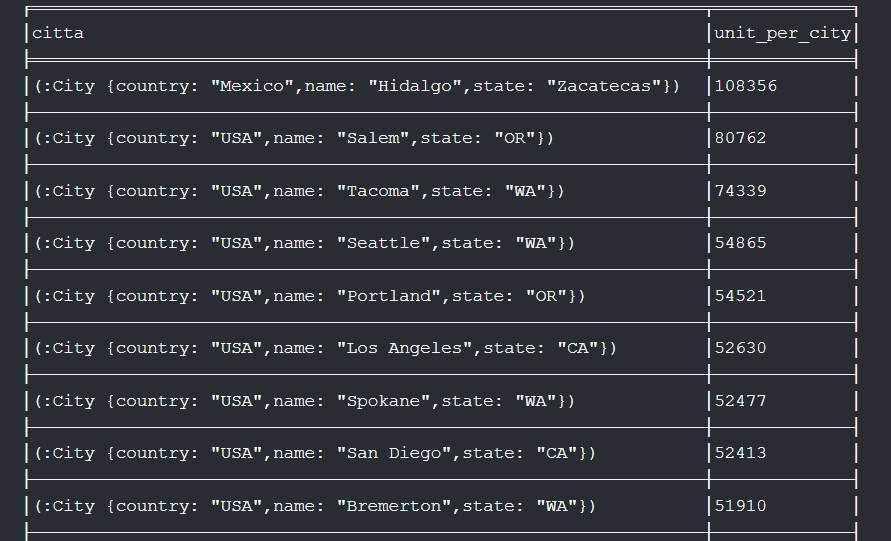 citta unit_per_city
(:City {country: "Mexico",name: "Hidalgo",state: "Zacatecas"}) 108356
(:City {country: "USA",name: "Salem",state: "OR"}) 80762
(:City {country: "USA",name: "Tacoma",state: "WA"}) 74339
(:City {country: "USA",name: "Seattle",state: "WA"}) 54865
(:City {country: "USA",name: "Portland",state: "OR"}) 54521
(:City {country: "USA",name: "Los Angeles",state: "CA"}) 52630
(:City {country: "USA",name: "Spokane",state: "WA"}) 52477
(:City {country: "USA",name: "San Diego",state: "CA"}) 52413
(:City {country: "USA",name: "Bremerton",state: "WA"}) 51910